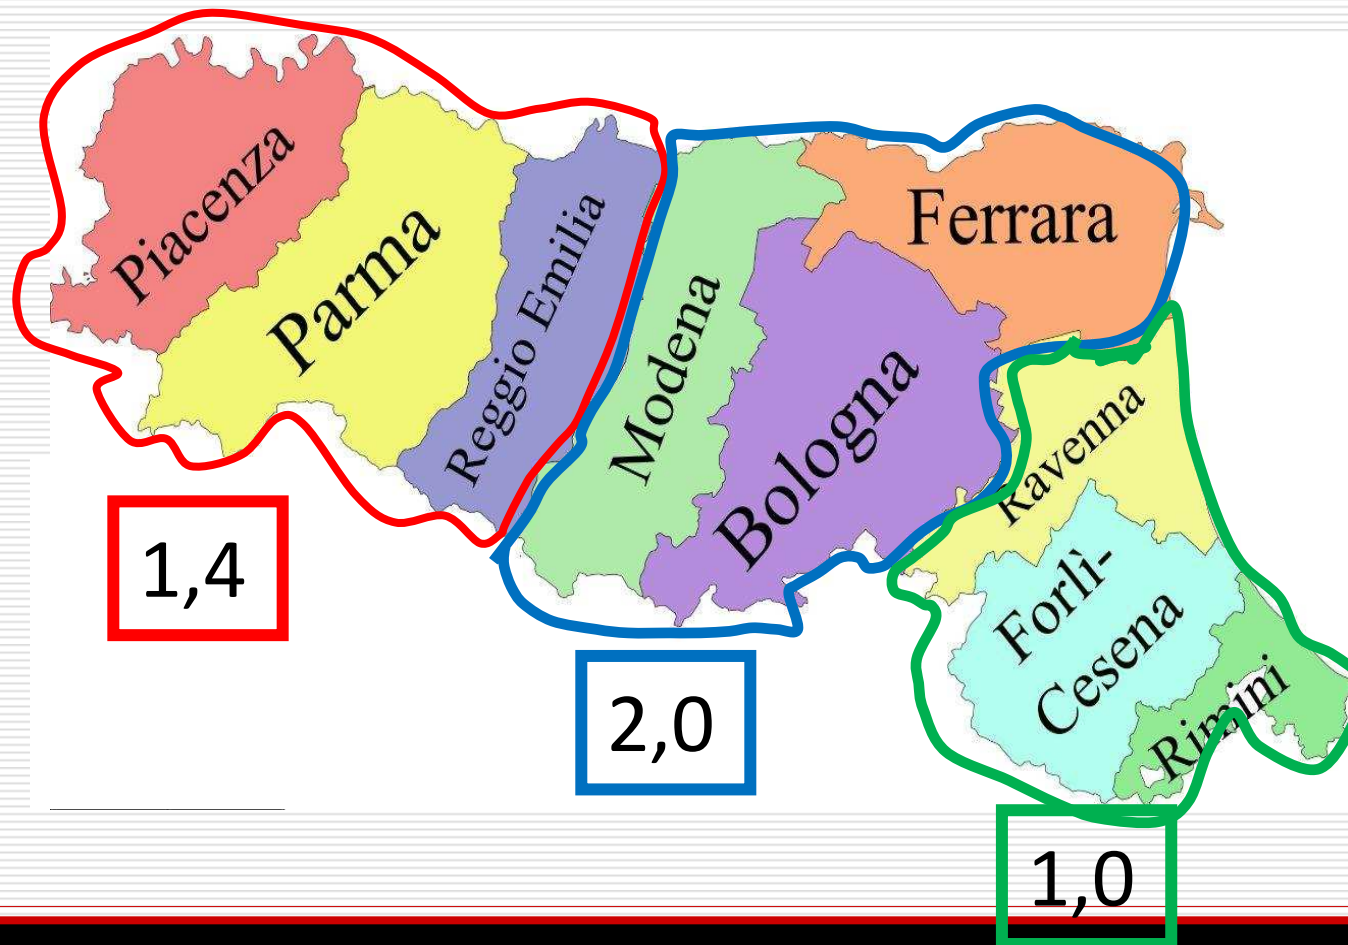 Piacenza
Parma
Reggio Emilia
Modena
Bologna
Ferrara
Ravenna
Forlì-
Cesena
Rimini
1,4
2,0
1,0